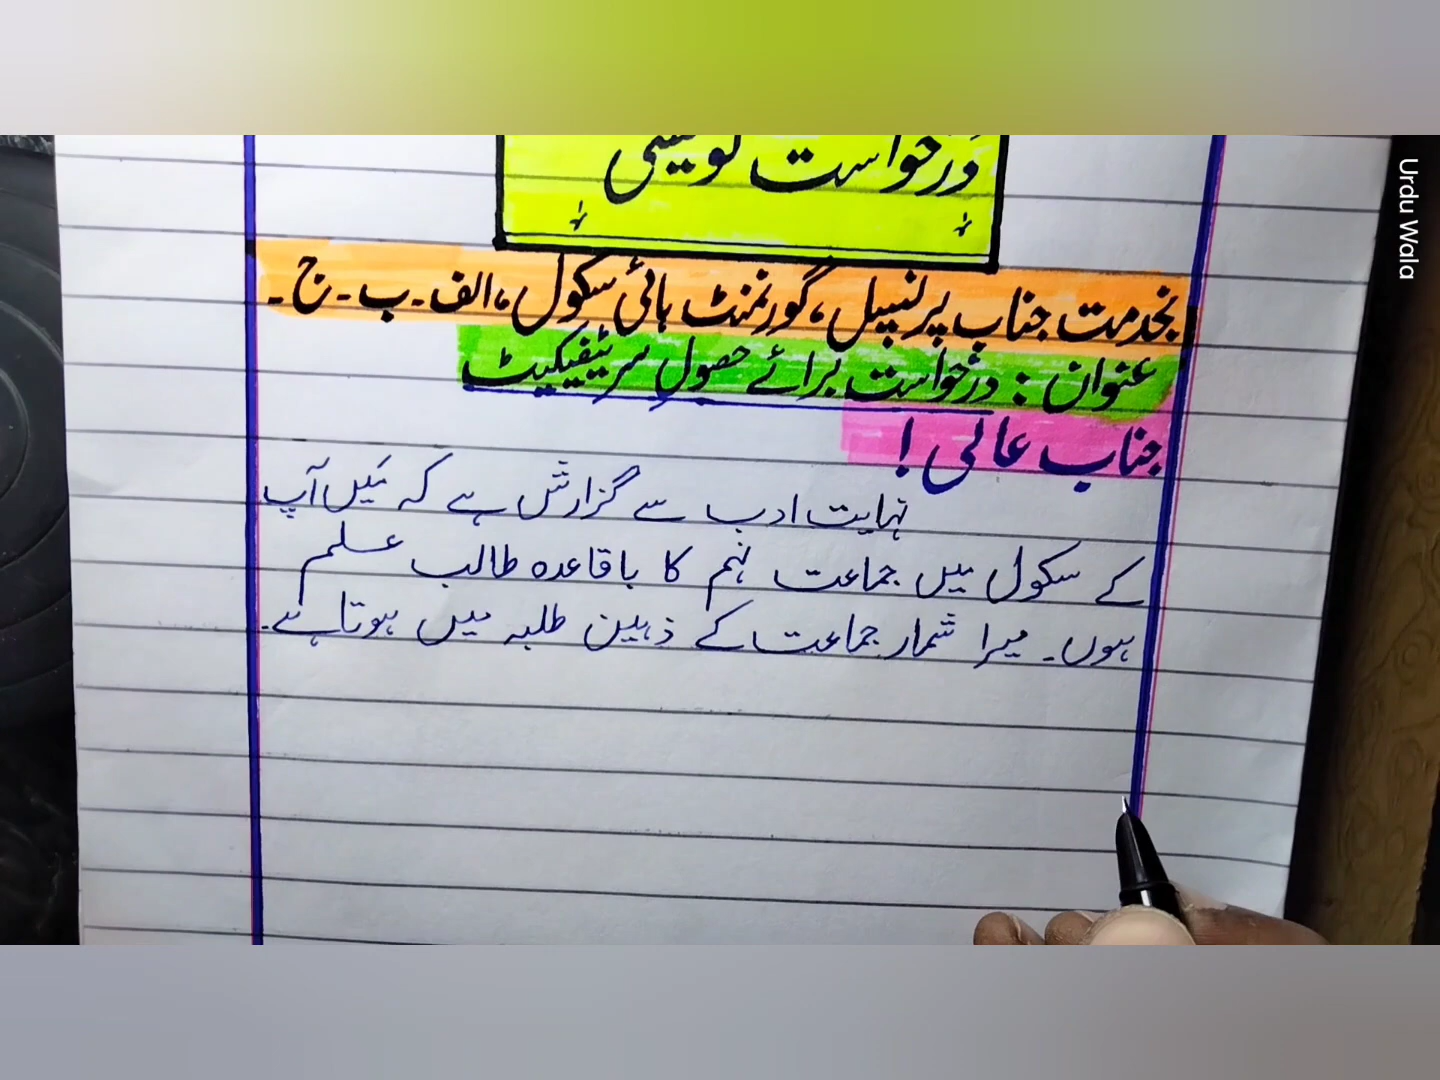 درخواست نویسی
بخدمت جناب پرنسپل، گورنمنٹ ہائی سکول، الف۔ب۔ج۔
عنوان: درخواست برائے حصولِ سرٹیفیکیٹ
جناب عالی!
نہایت ادب سے گزارش ہے کہ مَیں آپ
کے سکول میں جماعت نہم کا باقاعدہ طالب علم
ہوں۔ میرا شمار جماعت کے ذہین طلبہ میں ہوتا ہے۔
Urdu Wala